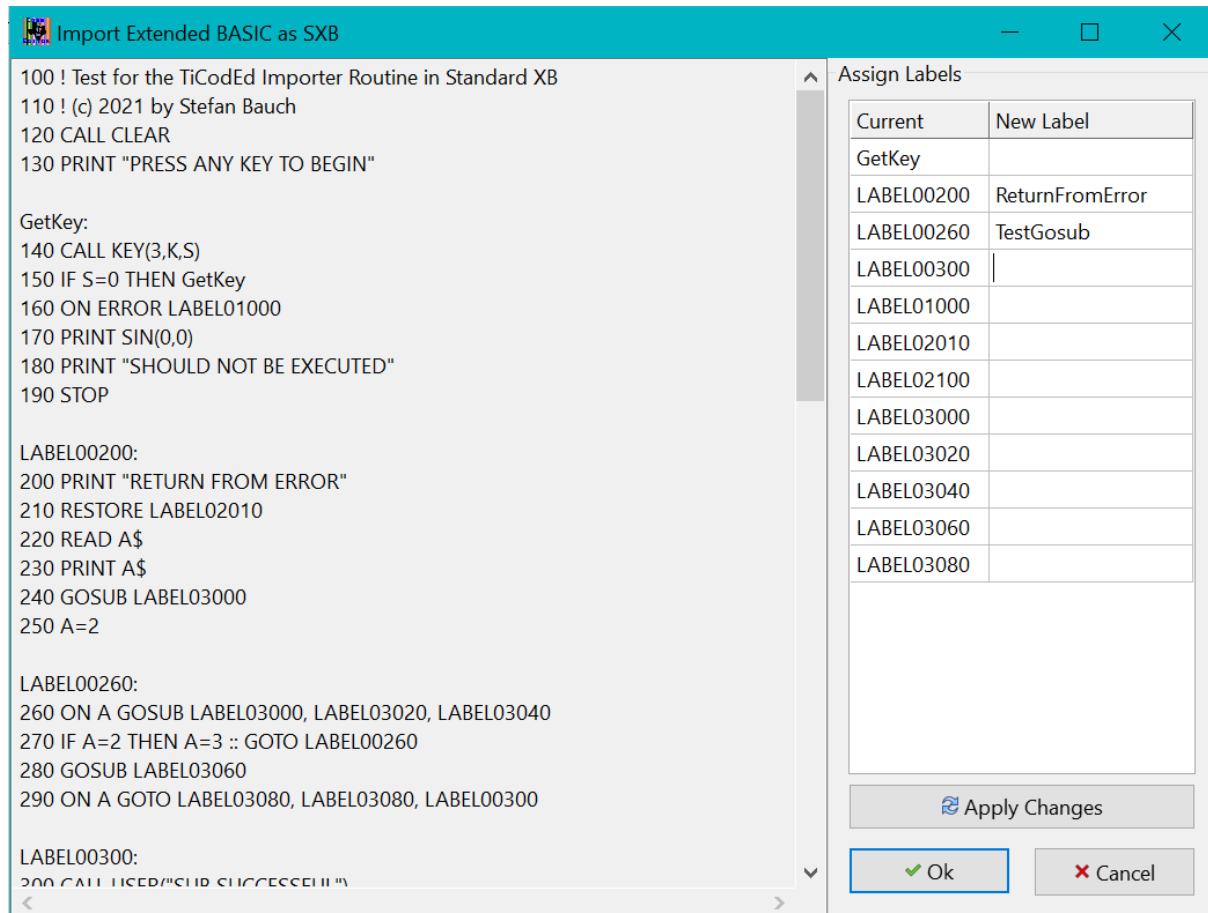 Import Extended BASIC as SXB
100 ! Test for the TiCodEd Importer Routine in Standard XB
110 ! (c) 2021 by Stefan Bauch
120 CALL CLEAR
130 PRINT "PRESS ANY KEY TO BEGIN"
GetKey:
140 CALL KEY(3,K,S)
150 IF S=0 THEN GetKey
160 ON ERROR LABEL01000
170 PRINT SIN(0,0)
180 PRINT "SHOULD NOT BE EXECUTED"
190 STOP
LABEL00200:
200 PRINT "RETURN FROM ERROR"
210 RESTORE LABEL02010
220 READ A$
230 PRINT A$
240 GOSUB LABEL03000
250 A=2
LABEL00260:
260 ON A GOSUB LABEL03000, LABEL03020, LABEL03040
270 IF A=2 THEN A=3 :: GOTO LABEL00260
280 GOSUB LABEL03060
290 ON A GOTO LABEL03080, LABEL03080, LABEL00300
LABEL00300:
300 CALL USER("SUB SUCCESSFUL")
Assign Labels
Current New Label
GetKey
LABEL00200 ReturnFromError
LABEL00260 TestGosub
LABEL00300
LABEL01000
LABEL02010
LABEL02100
LABEL03000
LABEL03020
LABEL03040
LABEL03060
LABEL03080
Apply Changes
Ok Cancel